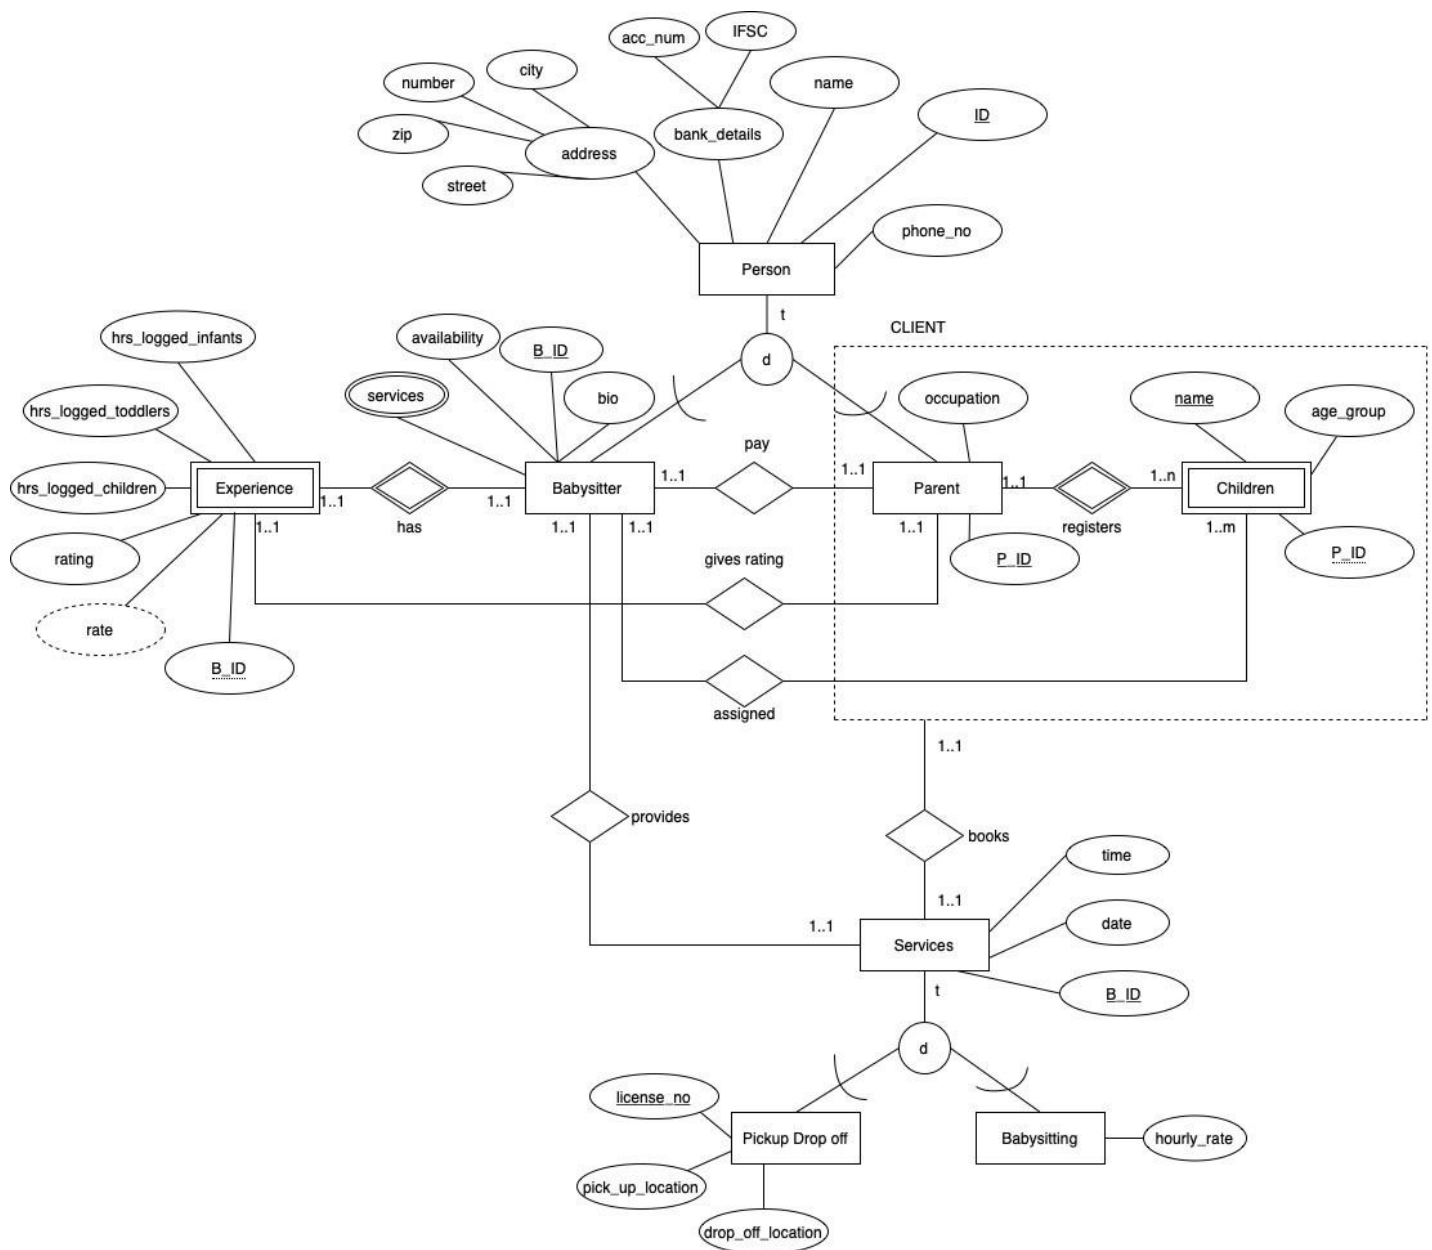 acc_num
IFSC
city
number
name
ID
zip
bank_details
address
street
phone_no
Person
t
CLIENT
hrs_logged_infants
availability
B_ID
d
services
bio
occupation
name
age_group
hrs_logged_toddlers
pay
hrs_logged_children
Experience
1..1
has
1..1
Babysitter
1..1
1..1
Parent
1..1
registers
1..n
Children
1..1
1..1
1..1
1..1
1..m
rating
gives rating
P_ID
P_ID
rate
B_ID
assigned
1..1
provides
books
time
1..1
1..1
date
Services
B_ID
t
d
license_no
Pickup Drop off
Babysitting
hourly_rate
pick_up_location
drop_off_location